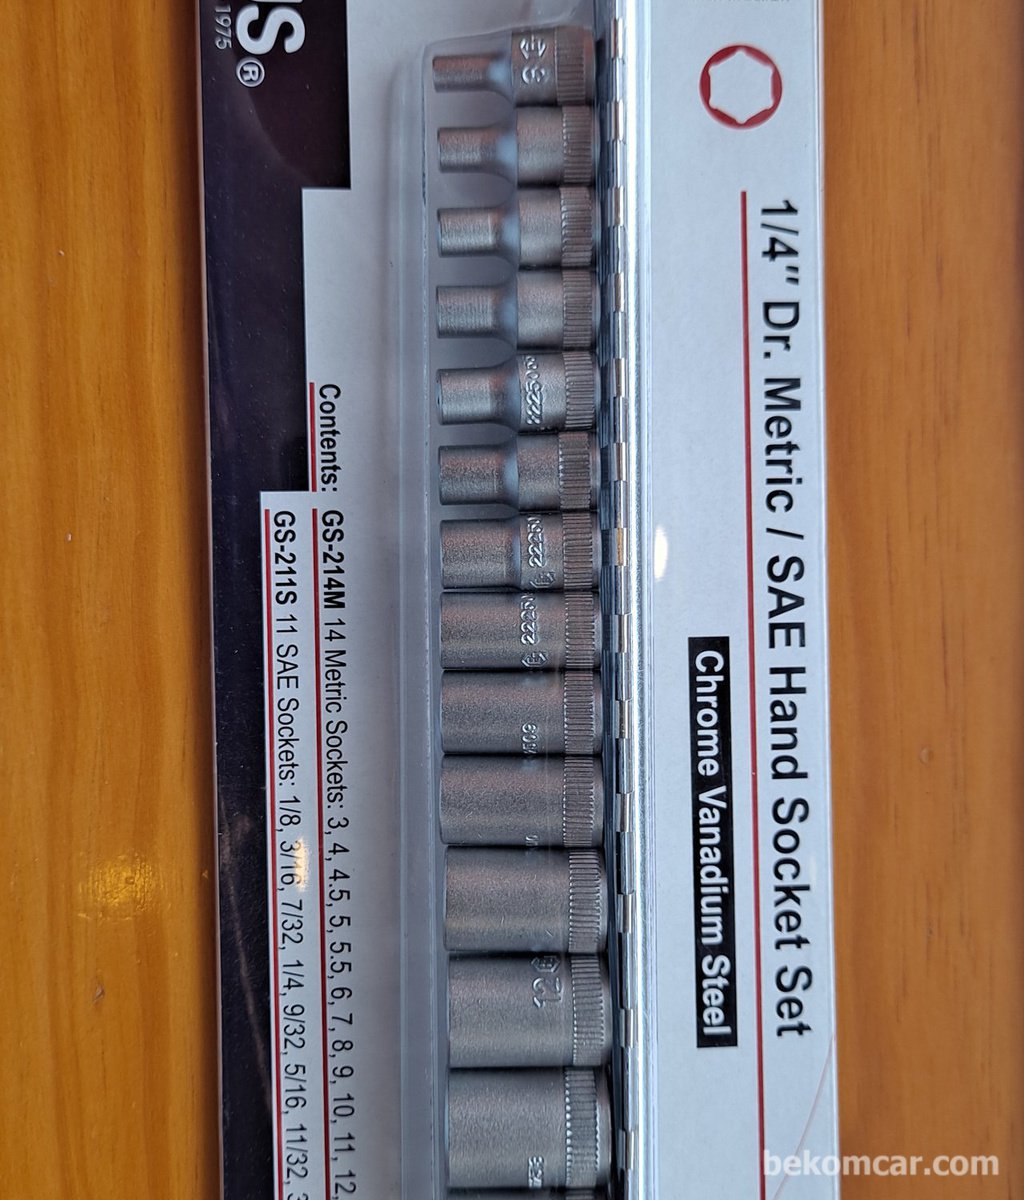 1975
®
1/4" Dr. Metric / SAE Hand Socket Set
Chrome Vanadium Steel
Contents: GS-214M 14 Metric Sockets: 3, 4, 4.5, 5, 5.5, 6, 7, 8, 9, 10, 11, 12,
GS-211S 11 SAE Sockets: 1/8, 3/16, 7/32, 1/4, 9/32, 5/16, 11/32,
3
12
bekomcar.com